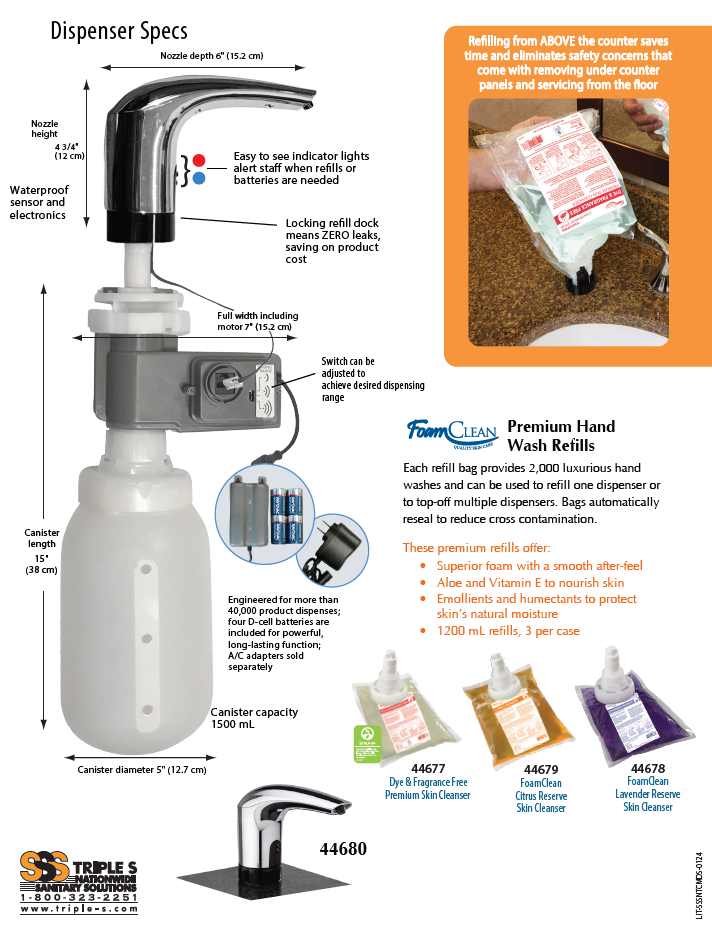 Dispenser Specs
Nozzle depth 6" (15.2 cm)
Nozzle
height
4 3/4"
(12 cm)
Waterproof
sensor and
electronics
Easy to see indicator lights
alert staff when refills or
batteries are needed
Locking refill dock
means ZERO leaks,
saving on product
cost
Full width including
motor 7" (15.2 cm)
Switch can be
adjusted to
achieve desired dispensing
range
Canister
length
15"
(38 cm)
Engineered for more than
40,000 product dispenses;
four D-cell batteries are
included for powerful,
long-lasting function;
A/C adapters sold
separately
Canister capacity
1500 mL
Canister diameter 5" (12.7 cm)
Refilling from ABOVE the counter saves
time and eliminates safety concerns that
come with removing under counter
panels and servicing from the floor
DYE & FRAGRANCE FREE
FoamClean
QUALITY SKIN CARE
Premium Hand
Wash Refills
Each refill bag provides 2,000 luxurious hand
washes and can be used to refill one dispenser or
to top-off multiple dispensers. Bags automatically
reseal to reduce cross contamination.
These premium refills offer:
• Superior foam with a smooth after-feel
• Aloe and Vitamin E to nourish skin
• Emollients and humectants to protect
skin's natural moisture
• 1200 mL refills, 3 per case
44677
Dye & Fragrance Free
Premium Skin Cleanser
44679
FoamClean
Citrus Reserve
Skin Cleanser
44678
FoamClean
Lavender Reserve
Skin Cleanser
44680
SSS TRIPLE S
NATIONWIDE
SANITARY SOLUTIONS
1-800-323-2251
www.triple-s.com
LIT-SSSNTCMDS-0124